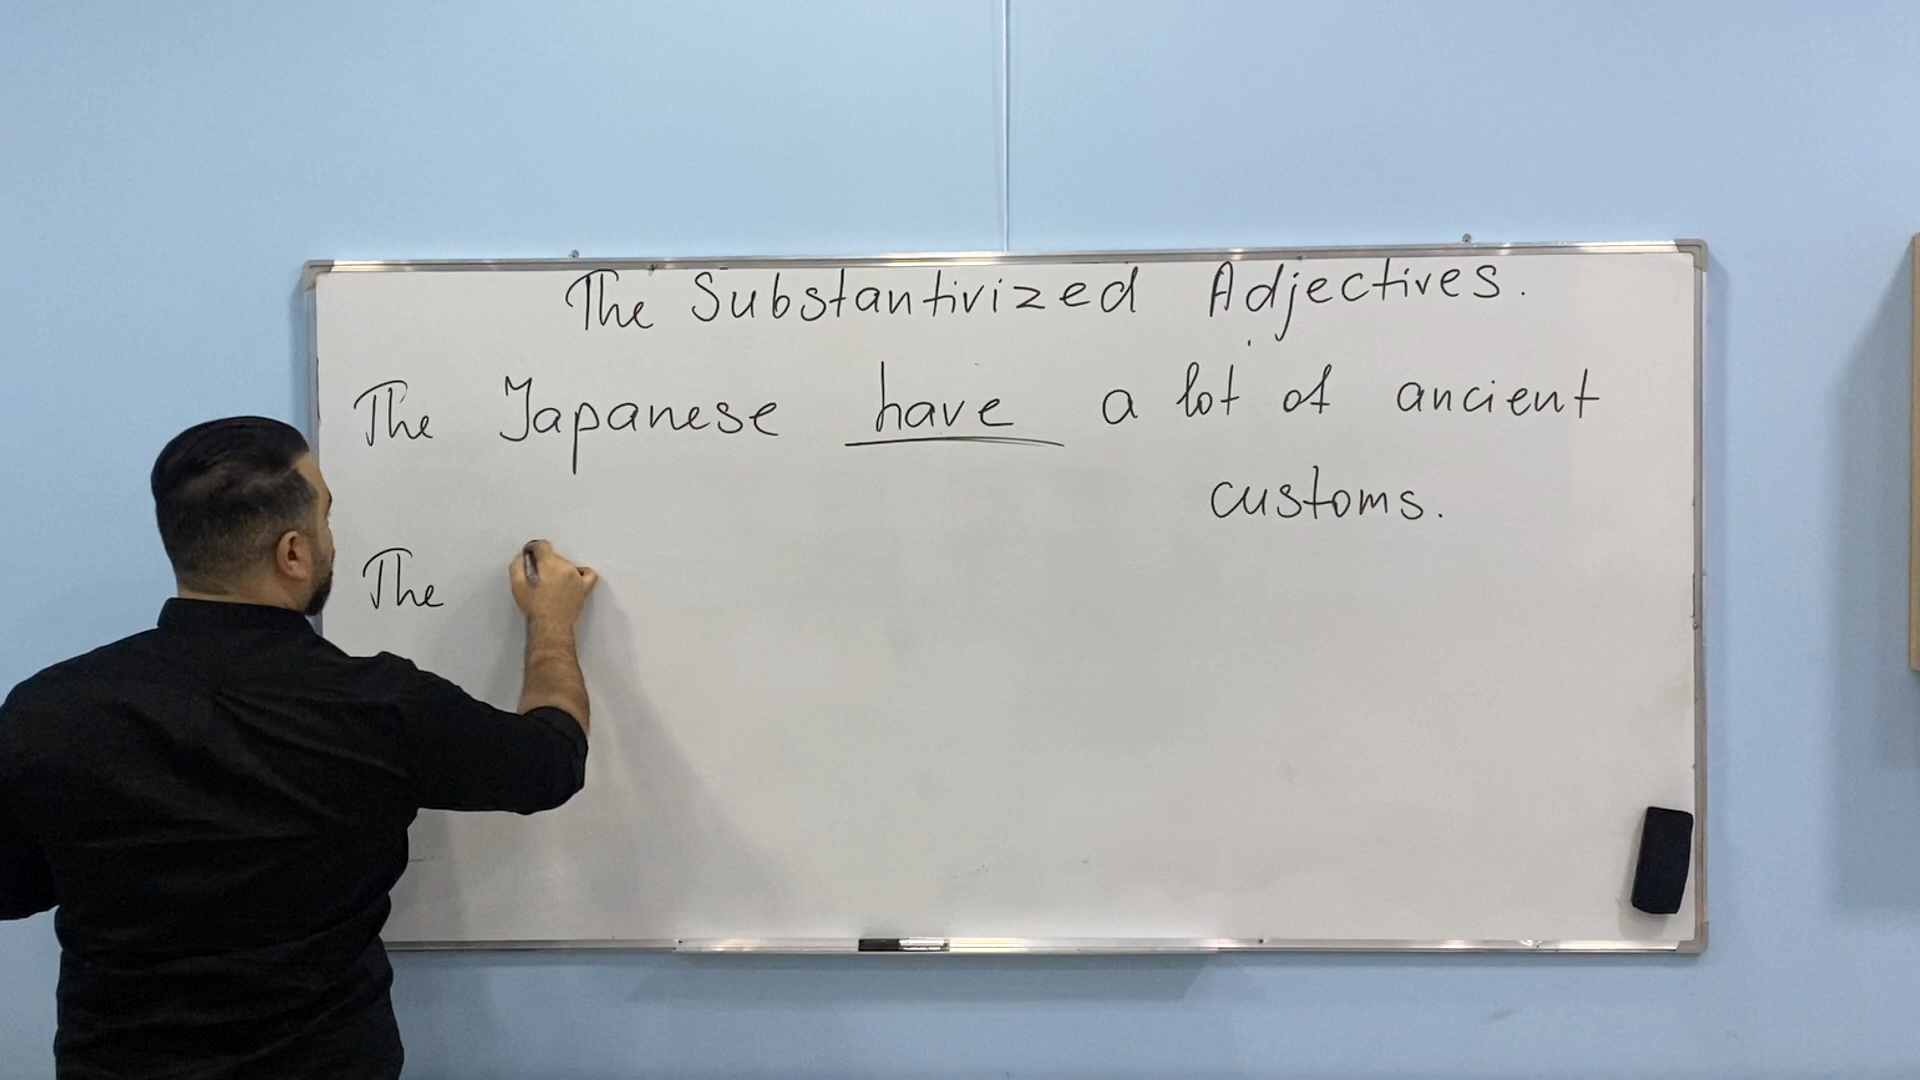 The Substantivized Adjectives.
The Japanese have a lot of ancient
customs.
The